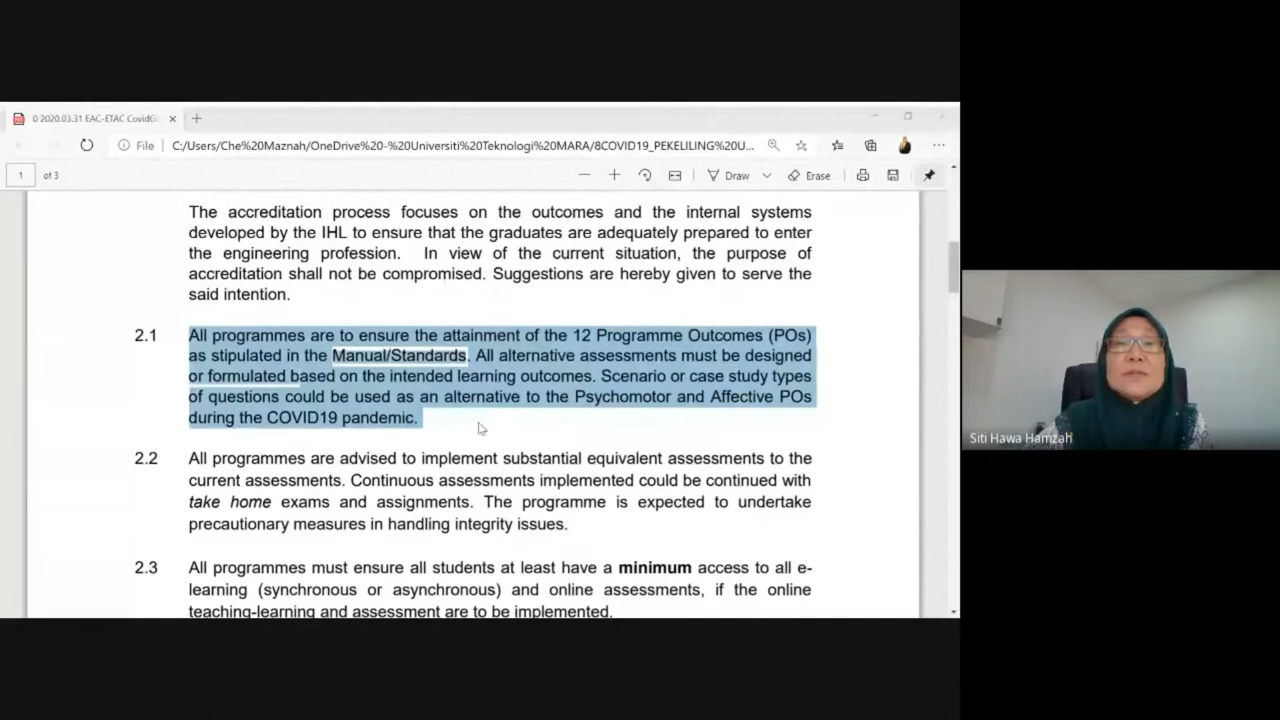 0 2020.03.31 EAC-ETAC CovidG
File
C:/Users/Che%20Maznah/OneDrive%20-%20Universiti%20Teknologi%20MARA/8COVID19_PEKELILING%20U...
1
of 3
Draw
Erase
The accreditation process focuses on the outcomes and the internal systems
developed by the IHL to ensure that the graduates are adequately prepared to enter
the engineering profession. In view of the current situation, the purpose of
accreditation shall not be compromised. Suggestions are hereby given to serve the
said intention.
2.1 All programmes are to ensure the attainment of the 12 Programme Outcomes (POs)
as stipulated in the Manual/Standards. All alternative assessments must be designed
or formulated based on the intended learning outcomes. Scenario or case study types
of questions could be used as an alternative to the Psychomotor and Affective POs
during the COVID19 pandemic.
2.2 All programmes are advised to implement substantial equivalent assessments to the
current assessments. Continuous assessments implemented could be continued with
take home exams and assignments. The programme is expected to undertake
precautionary measures in handling integrity issues.
2.3 All programmes must ensure all students at least have a minimum access to all e-
learning (synchronous or asynchronous) and online assessments, if the online
teaching-learning and assessment are to be implemented.
Siti Hawa Hamzah